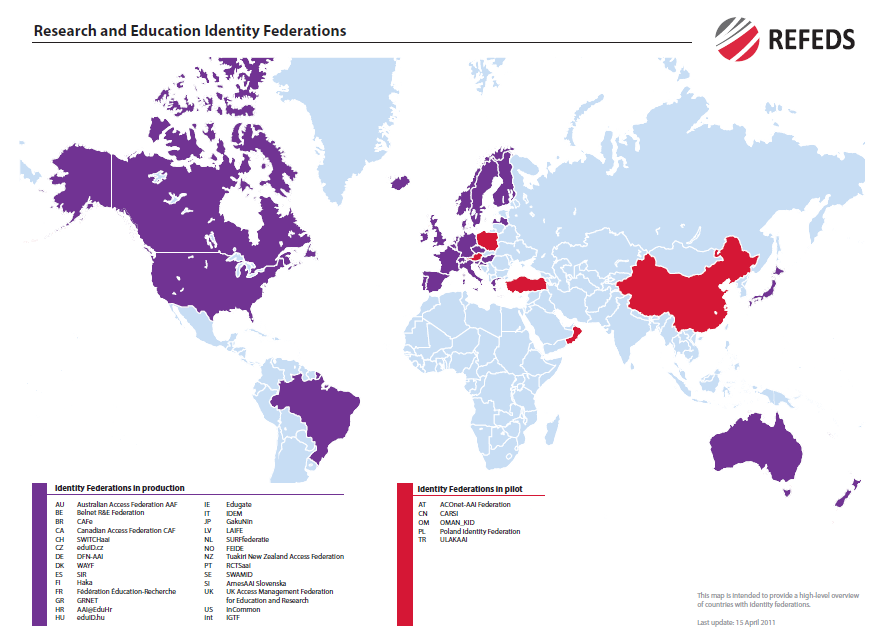 Research and Education Identity Federations
REFEDS
Identity Federations in production
AU Australian Access Federation AAF
BE Belnet R&E Federation
BR CAFe
CA Canadian Access Federation CAF
CH SWITCHaai
CZ eduID.cz
DE DFN-AAI
DK WAYF
ES SIR
FI Haka
FR Fédération Éducation-Recherche
GR GRNET
HR AAI@EduHr
HU eduID.hu
IE Edugate
IT IDEM
JP GakuNin
LV LAIFE
NL SURFfederatie
NO FEIDE
NZ Tuakiri New Zealand Access Federation
PT RCTSaai
SE SWAMID
SI ArnesAAI Slovenska
UK UK Access Management Federation
for Education and Research
US InCommon
Int IGTF
Identity Federations in pilot
AT ACOnet-AAI Federation
CN CARSI
OM OMAN_KID
PL Poland Identity Federation
TR ULAKAAI
This map is intended to provide a high-level overview
of countries with identity federations.
Last update: 15 April 2011